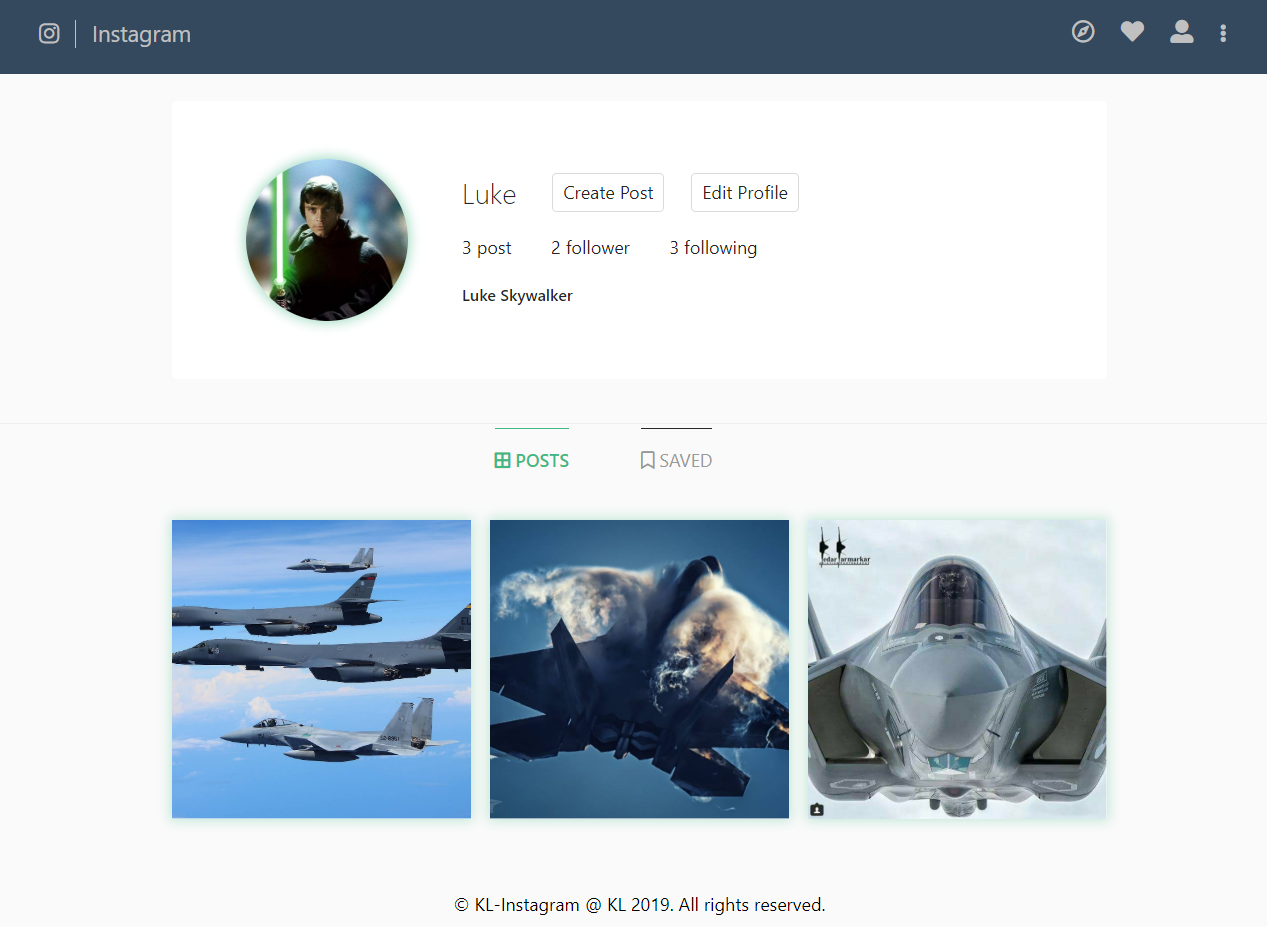 Instagram
Luke
Create Post
Edit Profile
3 post
2 follower
3 following
Luke Skywalker
POSTS
SAVED
© KL-Instagram @ KL 2019. All rights reserved.